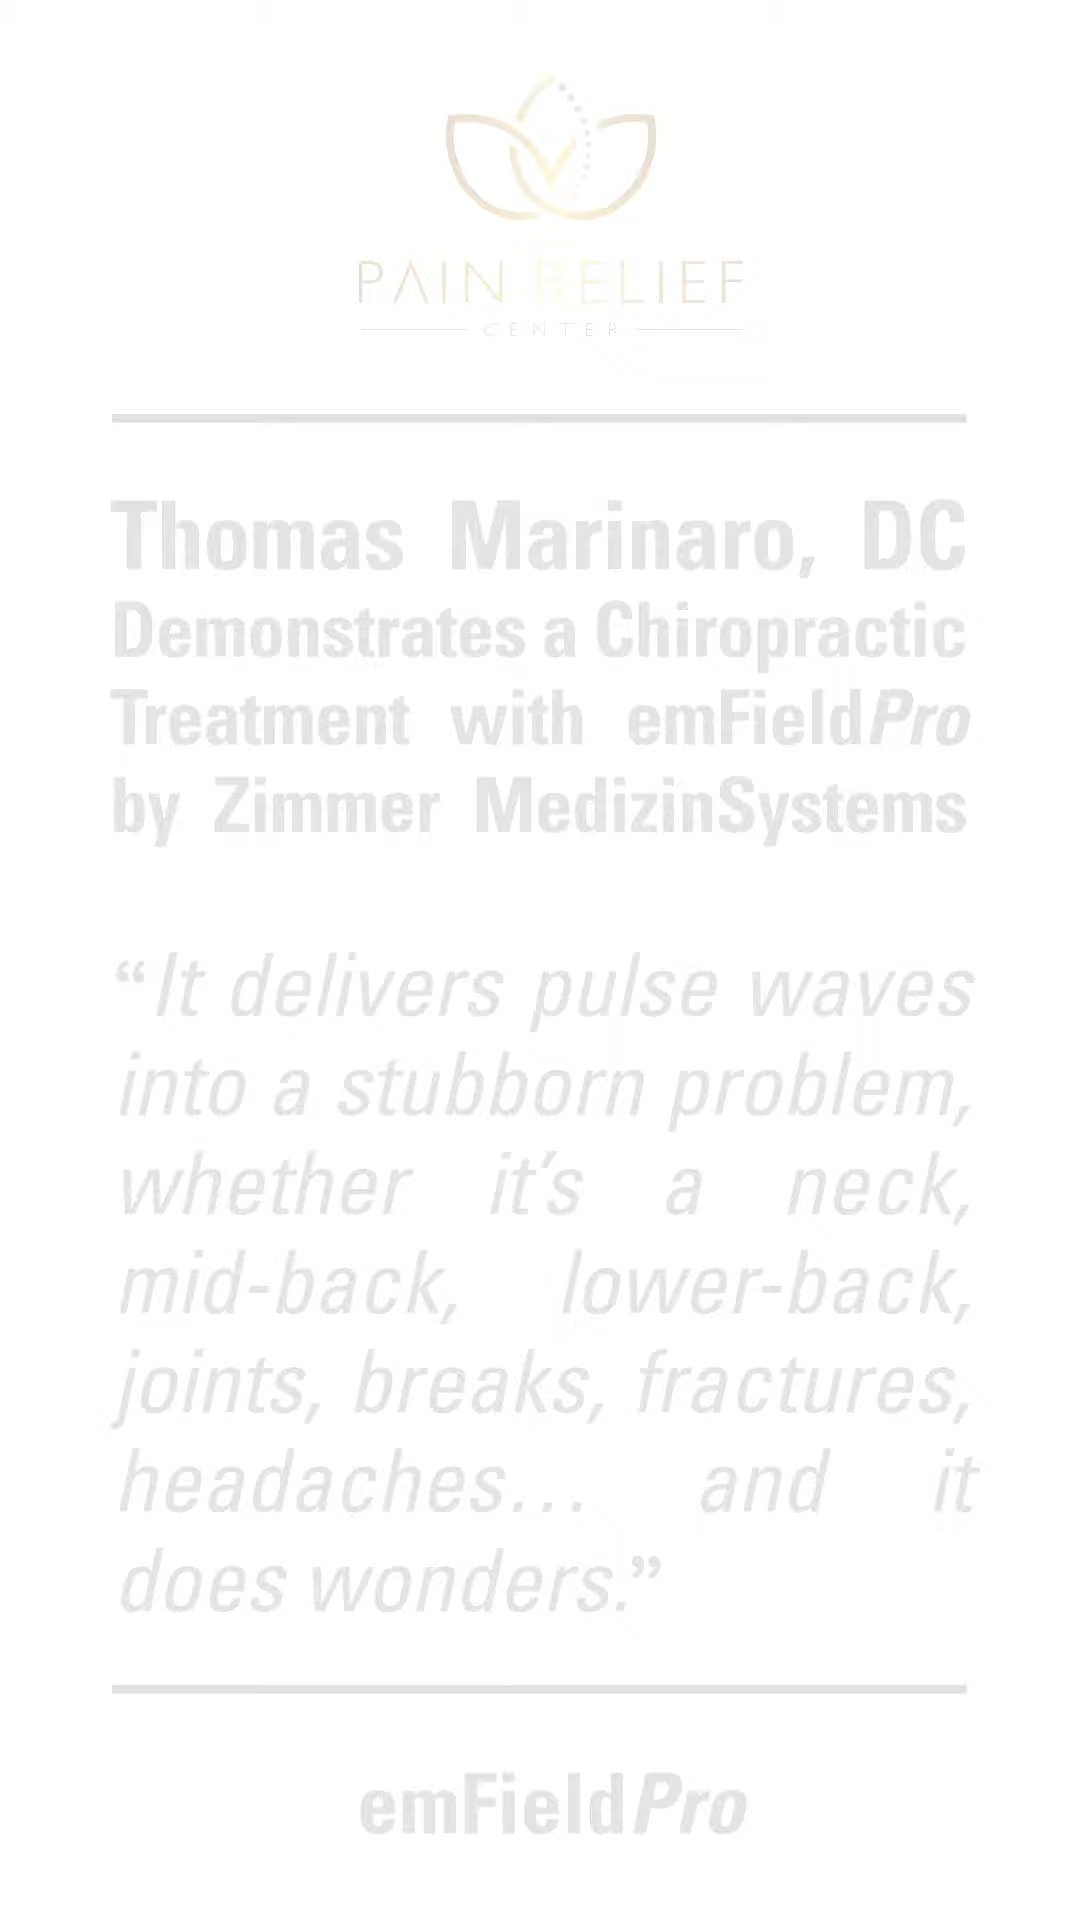 PAIN RELIEF
CENTER
Thomas Marinaro, DC
Demonstrates a Chiropractic
Treatment with emFieldPro
by Zimmer MedizinSystems
“It delivers pulse waves
into a stubborn problem,
whether it’s a neck,
mid-back, lower-back,
joints, breaks, fractures,
headaches... and it
does wonders.”
emFieldPro